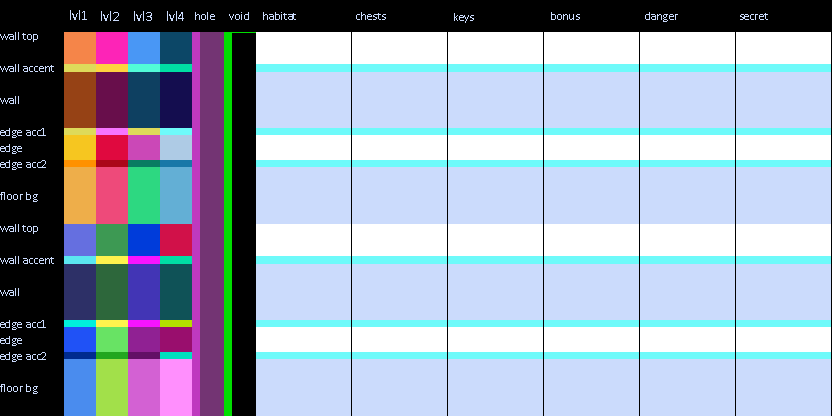 lvl1 lvl2 lvl3 lvl4 hole void habitat chests keys bonus danger secret
wall top
wall accent
wall
edge acc1
edge
edge acc2
floor bg
wall top
wall accent
wall
edge acc1
edge
edge acc2
floor bg